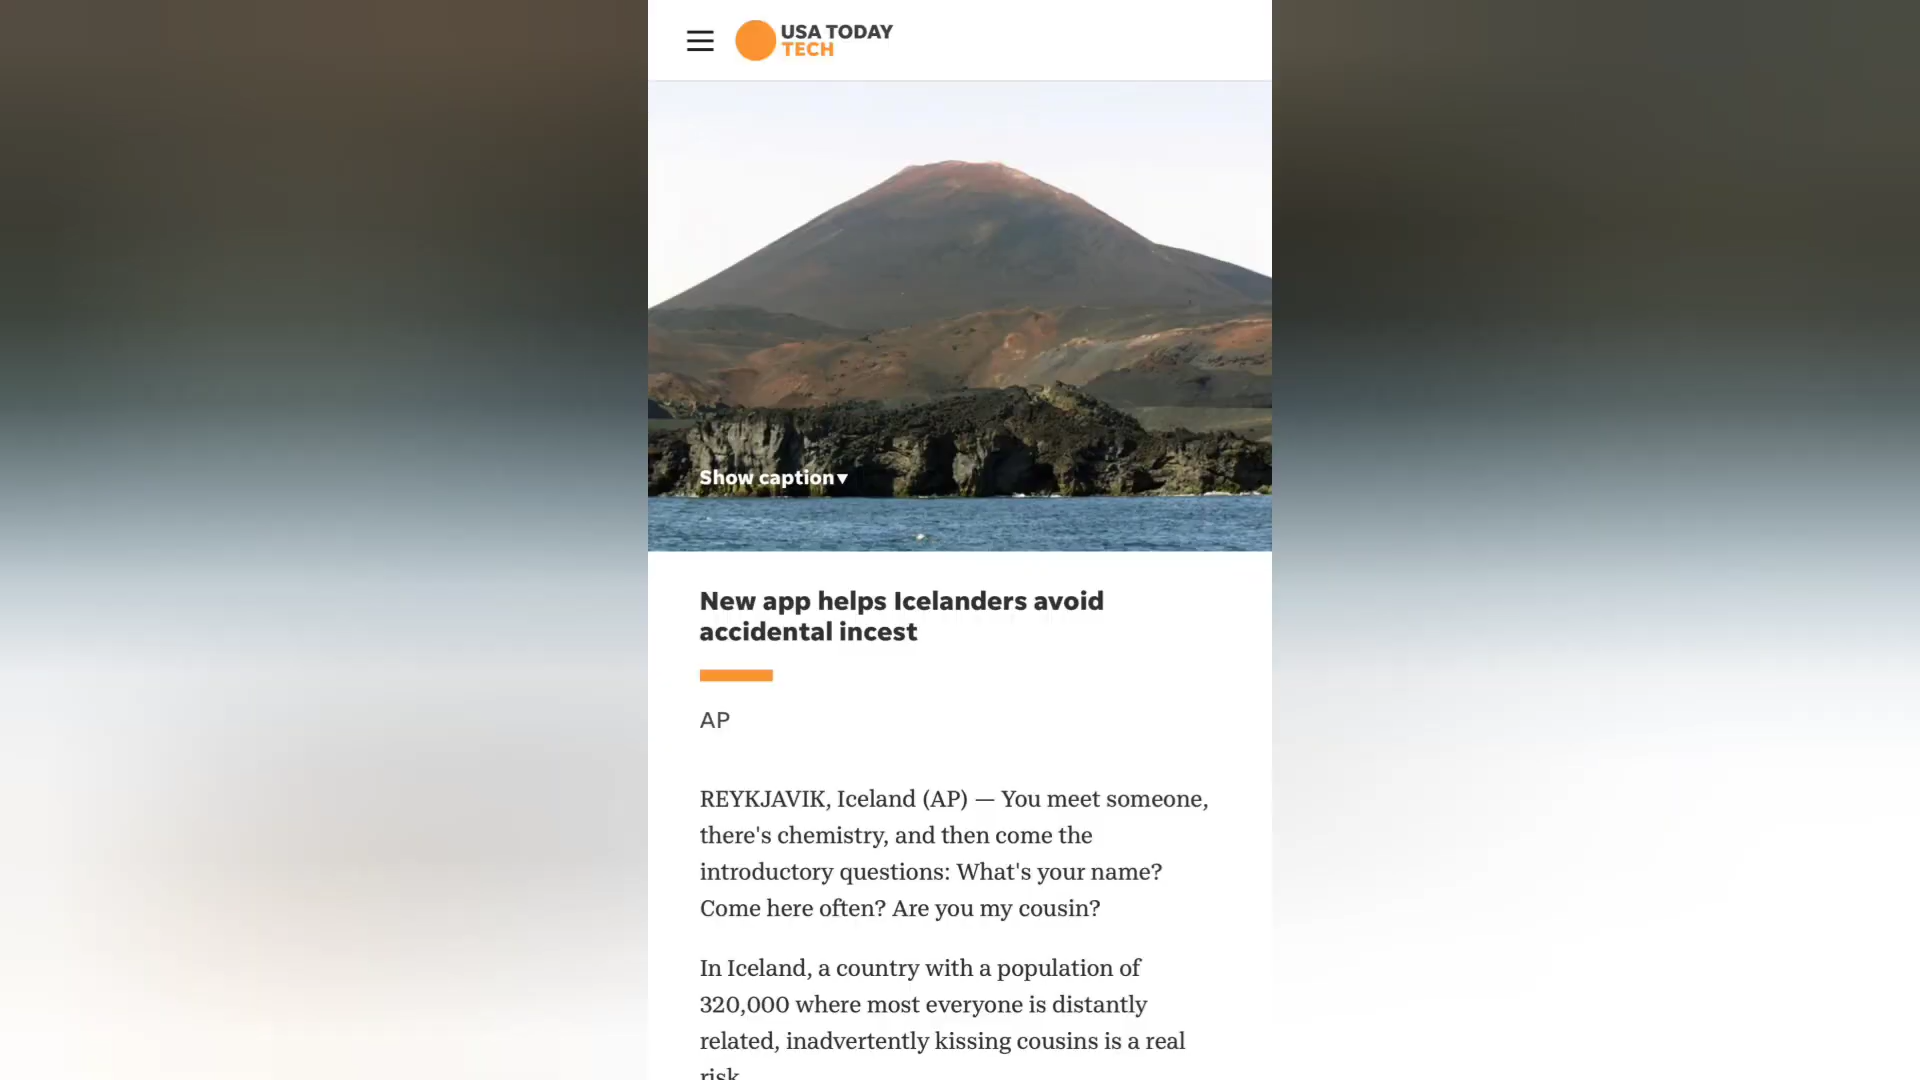 USA TODAY
TECH
Show caption▼
New app helps Icelanders avoid
accidental incest
AP
REYKJAVIK, Iceland (AP) — You meet someone,
there's chemistry, and then come the
introductory questions: What's your name?
Come here often? Are you my cousin?
In Iceland, a country with a population of
320,000 where most everyone is distantly
related, inadvertently kissing cousins is a real
risk.